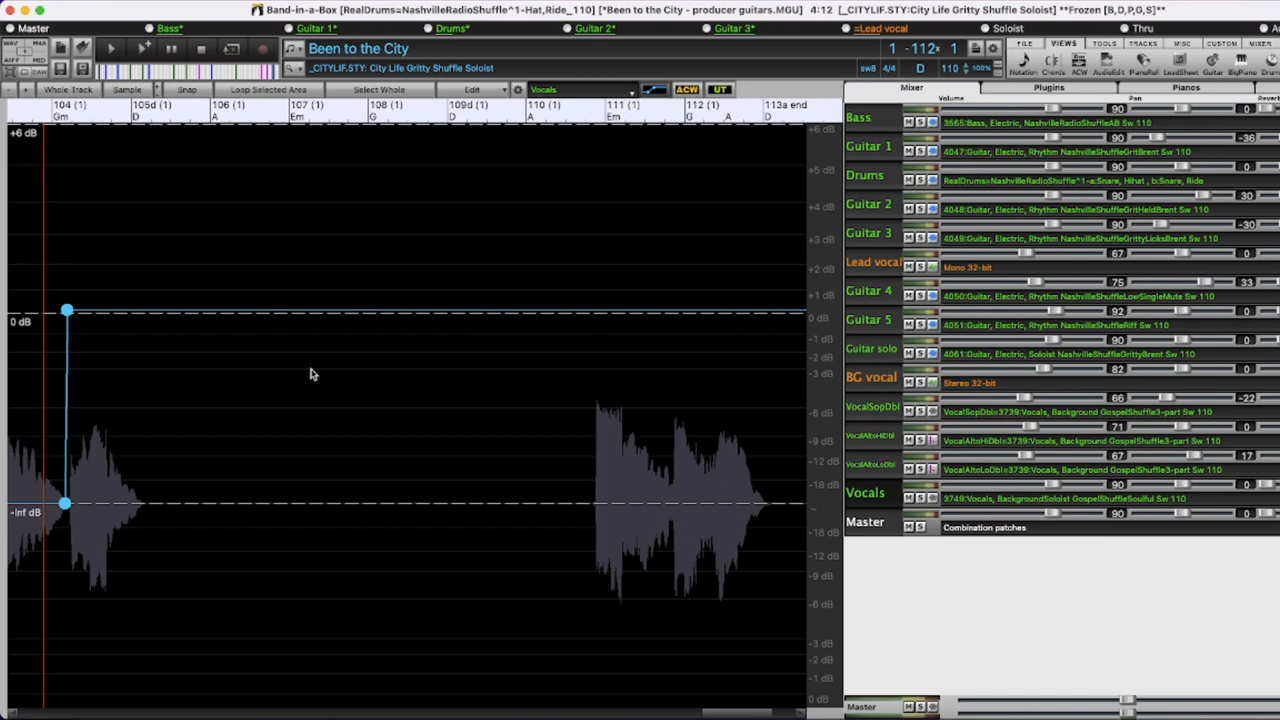 Band-in-a-Box [RealDrums=NashvilleRadioShuffle^1-Hat,Ride_110] [*Been to the City - producer guitars.MGU] 4:12 [_CITYLIF.STY:City Life Gritty Shuffle Soloist] **Frozen [B,D,P,G,S]**
Master Bass* Guitar 1* Drums* Guitar 2* Guitar 3* =Lead vocal Soloist Thru
WAV MAS Been to the City 1 -112x 1 FILE VIEWS TOOLS TRACKS MISC CUSTOM MIXER
AIFF M4A _CITYLIF.STY: City Life Gritty Shuffle Soloist sw8 4/4 D 110 100% Notation Chords ACW AudioEdit PianoRoll LeadSheet Guitar BigPiano Drums
DAW
- + Whole Track Sample Snap Loop Selected Area Select Whole Edit Vocals ACW UT Mixer Plugins Pianos
Volume Pan Reverb
104 (1) 105d (1) 106 (1) 107 (1) 108 (1) 109d (1) 110 (1) 111 (1) 112 (1) 113a end
Gm D Em G D A Em G A D
+6 dB +6 dB
+5 dB
+4 dB
+3 dB
+2 dB
+1 dB
0 dB 0 dB
-1 dB
-2 dB
-3 dB
-6 dB
-9 dB
-12 dB
-18 dB
-Inf dB -
-18 dB
-12 dB
-9 dB
-6 dB
-3 dB
-2 dB
-1 dB
0 dB
Bass 90 0
M S 3565:Bass, Electric, NashvilleRadioShuffleAB Sw 110
Guitar 1 90 -36
M S 4047:Guitar, Electric, Rhythm NashvilleShuffleGritBrent Sw 110
Drums 90 0
M S RealDrums=NashvilleRadioShuffle^1-a:Snare, Hihat , b:Snare, Ride
Guitar 2 90 30
M S 4048:Guitar, Electric, Rhythm NashvilleShuffleGritHeldBrent Sw 110
Guitar 3 90 -30
M S 4049:Guitar, Electric, Rhythm NashvilleShuffleGrittyLicksBrent Sw 110
Lead vocal 67 0
M S Mono 32-bit
Guitar 4 75 33
M S 4050:Guitar, Electric, Rhythm NashvilleShuffleLowSingleMute Sw 110
Guitar 5 92 0
M S 4051:Guitar, Electric, Rhythm NashvilleShuffleRiff Sw 110
Guitar solo 90 0
M S 4061:Guitar, Electric, Soloist NashvilleShuffleGrittyBrent Sw 110
BG vocal 82 0
M S Stereo 32-bit
VocalSopDbl 66 -22
M S VocalSopDbl=3739:Vocals, Background GospelShuffle3-part Sw 110
VocalAltoHiDbl 71 0
M S VocalAltoHiDbl=3739:Vocals, Background GospelShuffle3-part Sw 110
VocalAltoLoDbl 67 17
M S VocalAltoLoDbl=3739:Vocals, Background GospelShuffle3-part Sw 110
Vocals 90 0
M S 3749:Vocals, BackgroundSoloist GospelShuffleSoulful Sw 110
Master 90 0
M S Combination patches
Master M S